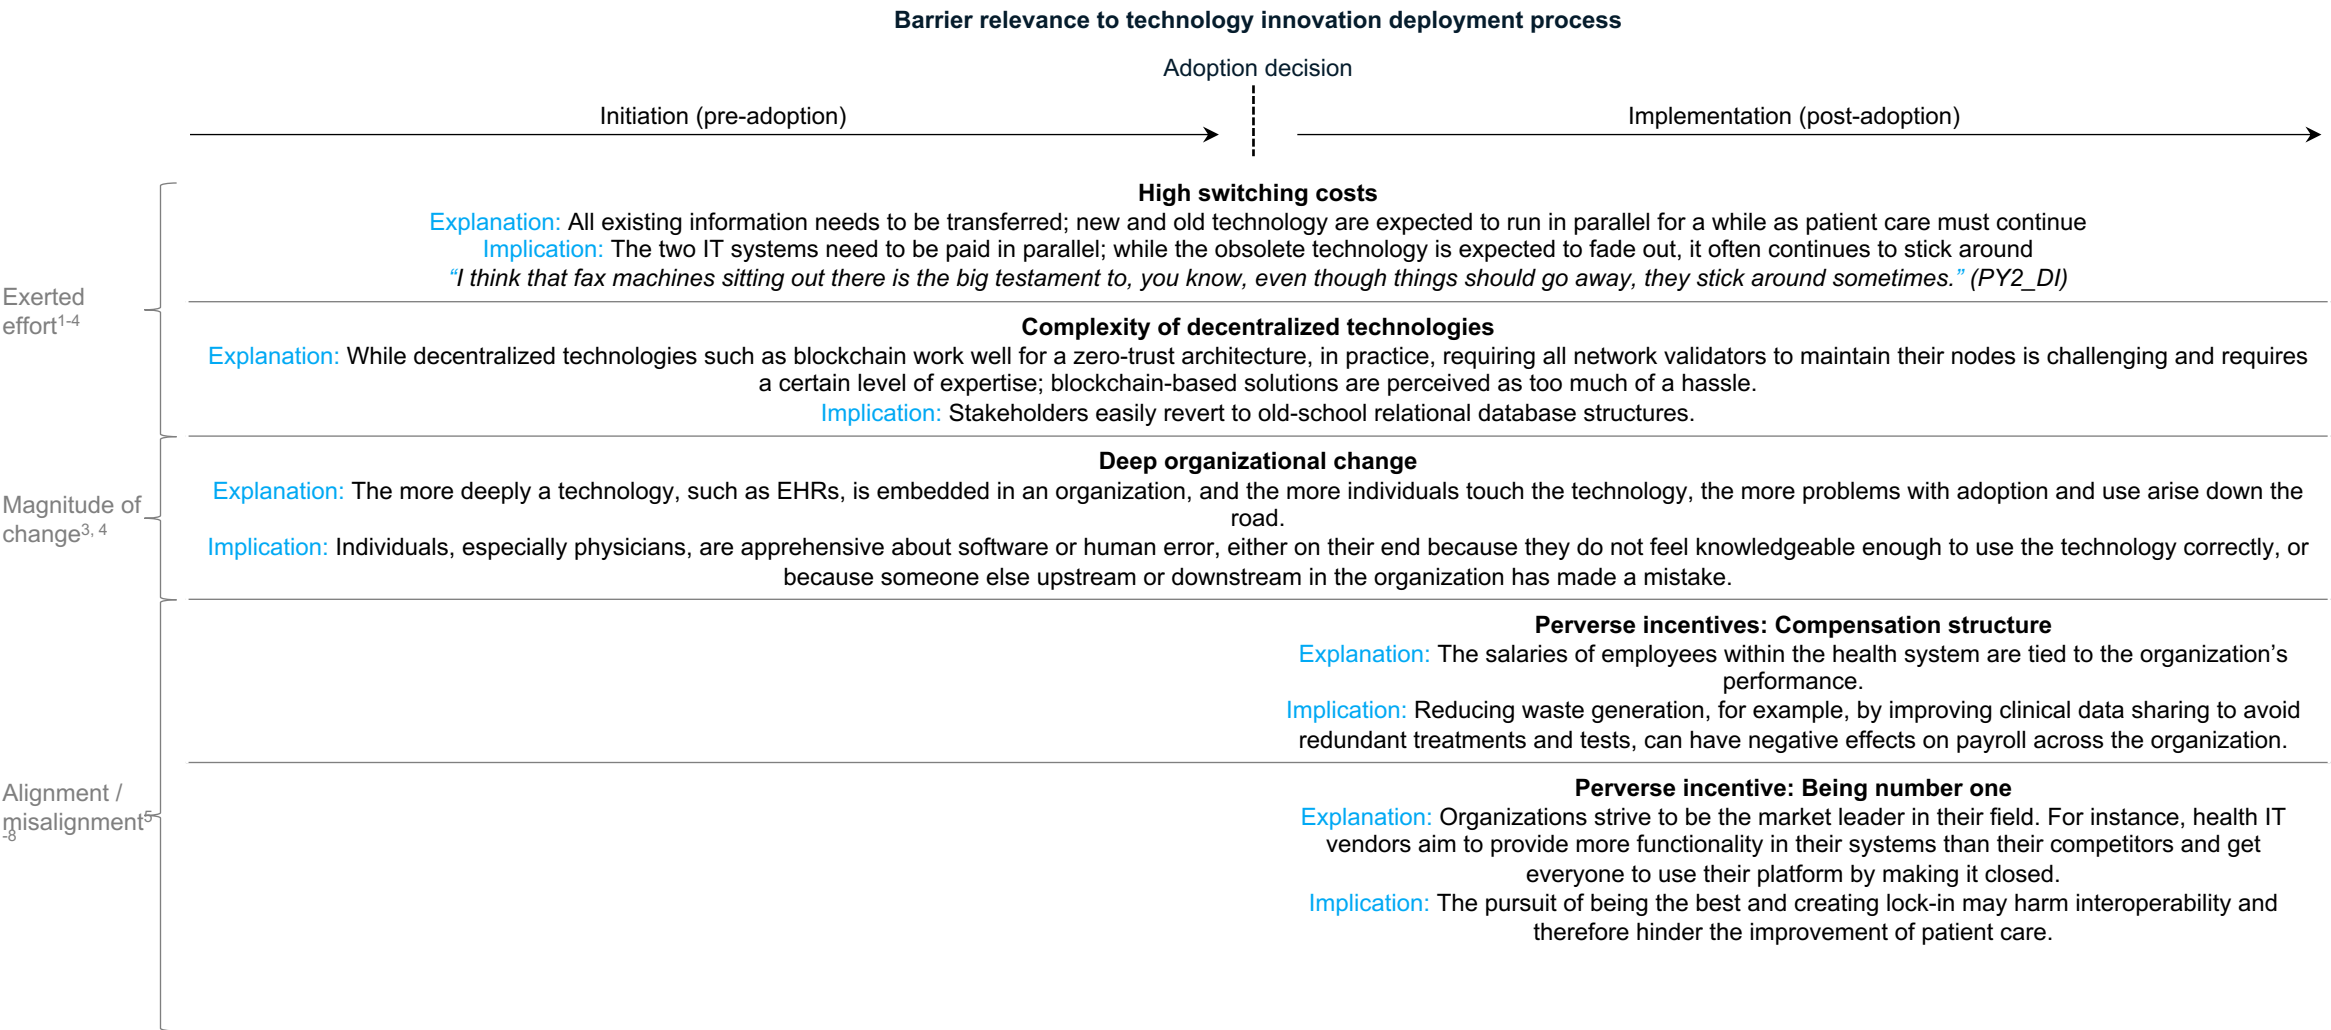 Barrier relevance to technology innovation deployment process
Adoption decision
Initiation (pre-adoption)
Implementation (post-adoption)
Exerted
effort1-4
High switching costs
Explanation: All existing information needs to be transferred; new and old technology are expected to run in parallel for a while as patient care must continue
Implication: The two IT systems need to be paid in parallel; while the obsolete technology is expected to fade out, it often continues to stick around
“I think that fax machines sitting out there is the big testament to, you know, even though things should go away, they stick around sometimes.” (PY2_DI)
Complexity of decentralized technologies
Explanation: While decentralized technologies such as blockchain work well for a zero-trust architecture, in practice, requiring all network validators to maintain their nodes is challenging and requires
a certain level of expertise; blockchain-based solutions are perceived as too much of a hassle.
Implication: Stakeholders easily revert to old-school relational database structures.
Magnitude of
change3, 4
Deep organizational change
Explanation: The more deeply a technology, such as EHRs, is embedded in an organization, and the more individuals touch the technology, the more problems with adoption and use arise down the
road.
Implication: Individuals, especially physicians, are apprehensive about software or human error, either on their end because they do not feel knowledgeable enough to use the technology correctly, or
because someone else upstream or downstream in the organization has made a mistake.
Alignment /
misalignment5
-8
Perverse incentives: Compensation structure
Explanation: The salaries of employees within the health system are tied to the organization’s
performance.
Implication: Reducing waste generation, for example, by improving clinical data sharing to avoid
redundant treatments and tests, can have negative effects on payroll across the organization.
Perverse incentive: Being number one
Explanation: Organizations strive to be the market leader in their field. For instance, health IT
vendors aim to provide more functionality in their systems than their competitors and get
everyone to use their platform by making it closed.
Implication: The pursuit of being the best and creating lock-in may harm interoperability and
therefore hinder the improvement of patient care.